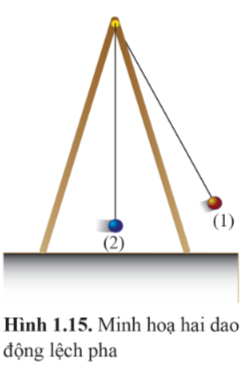 (1)
(2)
Hình 1.15. Minh hoạ hai dao
động lệch pha